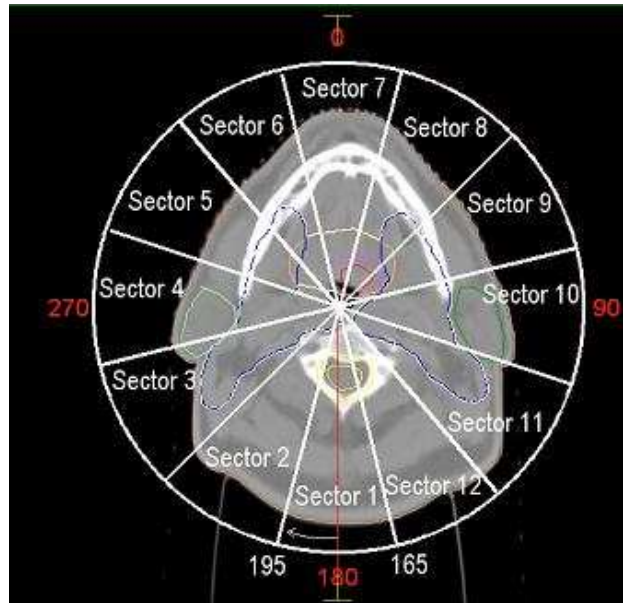 0
Sector 7
Sector 6
Sector 8
Sector 5
Sector 9
Sector 4
Sector 10
270
90
Sector 3
Sector 11
Sector 2
Sector 1
Sector 12
195
180
165